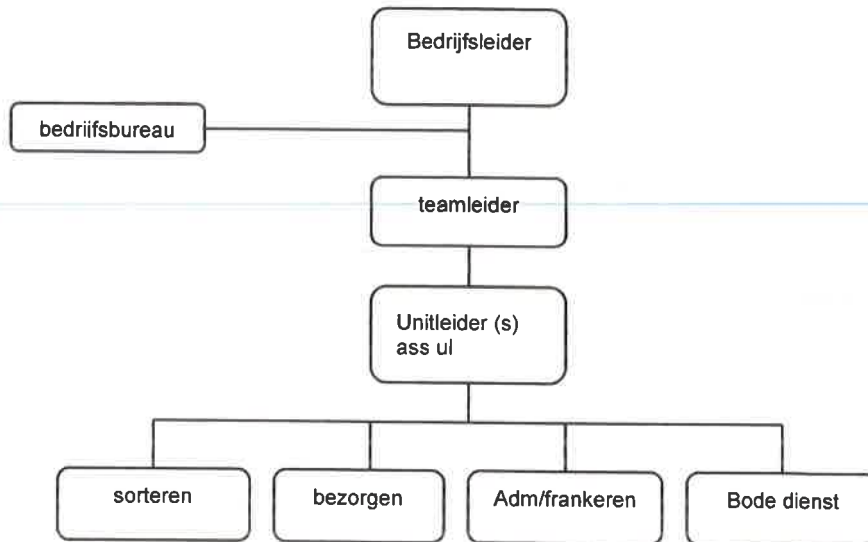 Bedrijfsleider
bedrijfsbureau
teamleider
Unitleider (s)
ass ul
sorteren
bezorgen
Adm/frankeren
Bode dienst